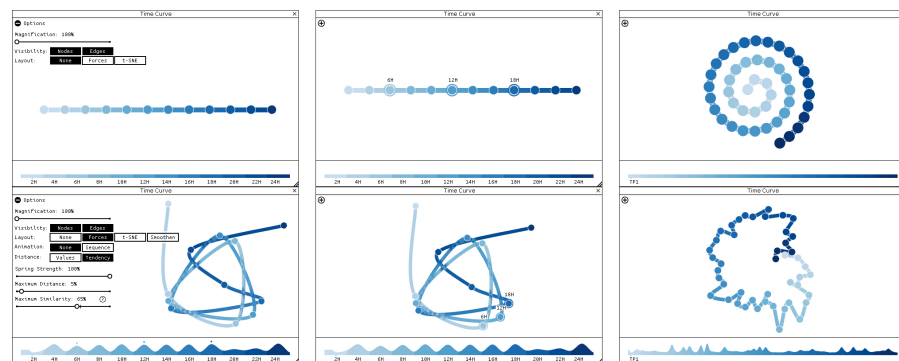 Time Curve ×
Options
Magnification: 100%
Visibility: Nodes Edges
Layout: None Forces t-SNE
2H 4H 6H 8H 10H 12H 14H 16H 18H 20H 22H 24H
Time Curve ×
6H 12H 18H
2H 4H 6H 8H 10H 12H 14H 16H 18H 20H 22H 24H
Time Curve
TP1
Time Curve ×
Options
Magnification: 100%
Visibility: Nodes Edges
Layout: None Forces t-SNE Smoothen
Animation: None Sequence
Distance: Values Tendency
Spring Strength: 100%
Maximum Distance: 5%
Maximum Similarity: 65%
2H 4H 6H 8H 10H 12H 14H 16H 18H 20H 22H 24H
Time Curve ×
18H
12H
6H
2H 4H 6H 8H 10H 12H 14H 16H 18H 20H 22H 24H
Time Curve
TP1